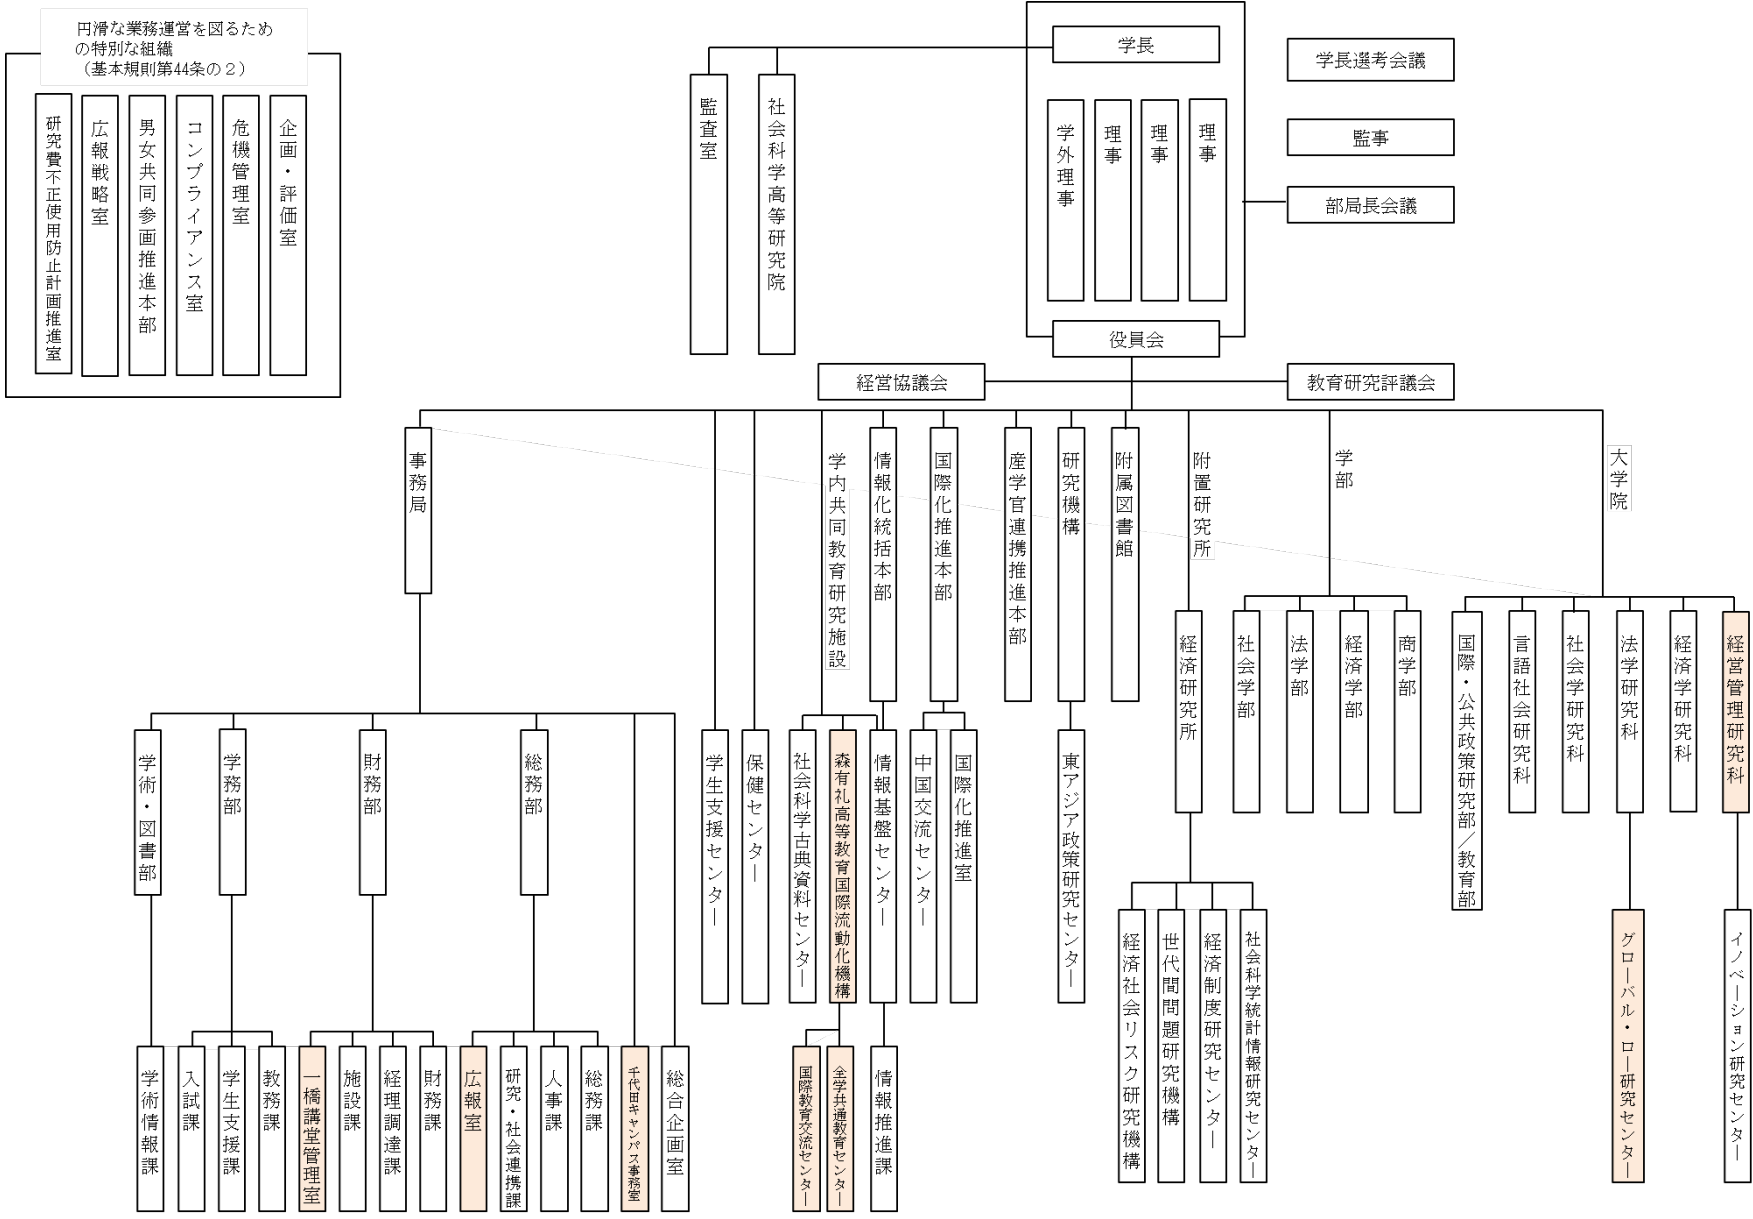 円滑な業務運営を図るため
の特別な組織
（基本規則第44条の２）
研究費不正使用防止計画推進室
広報戦略室
男女共同参画推進本部
コンプライアンス室
危機管理室
企画・評価室
学長
学長選考会議
監査室
社会科学高等研究院
学外理事
理事
理事
理事
監事
部局長会議
役員会
経営協議会
教育研究評議会
事務局
学内共同教育研究施設
情報化統括本部
国際化推進本部
産学官連携推進本部
研究機構
附属図書館
附置研究所
学部
大学院
経済研究所
社会学部
法学部
経済学部
商学部
国際・公共政策研究部／教育部
言語社会研究科
社会学研究科
法学研究科
経済学研究科
経営管理研究科
学術・図書部
学務部
財務部
総務部
学生支援センター
保健センター
社会科学古典資料センター
森有礼高等教育国際流動化機構
情報基盤センター
中国交流センター
国際化推進室
東アジア政策研究センター
経済社会リスク研究機構
世代間問題研究機構
経済制度研究センター
社会科学統計情報研究センター
グローバル・ロー研究センター
イノベーション研究センター
学術情報課
入試課
学生支援課
教務課
一橋講堂管理室
施設課
経理調達課
財務課
広報室
研究・社会連携課
人事課
総務課
千代田キャンパス事務室
総合企画室
国際教育交流センター
全学共通教育センター
情報推進課